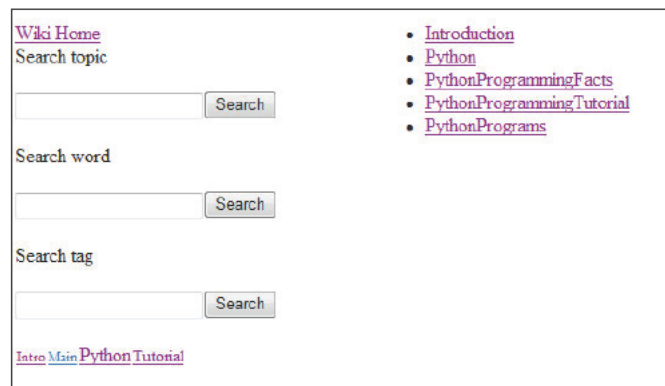 Wiki Home
Search topic
Search
Search word
Search
Search tag
Search
Intro Main Python Tutorial
Introduction
Python
PythonProgrammingFacts
PythonProgrammingTutorial
PythonPrograms